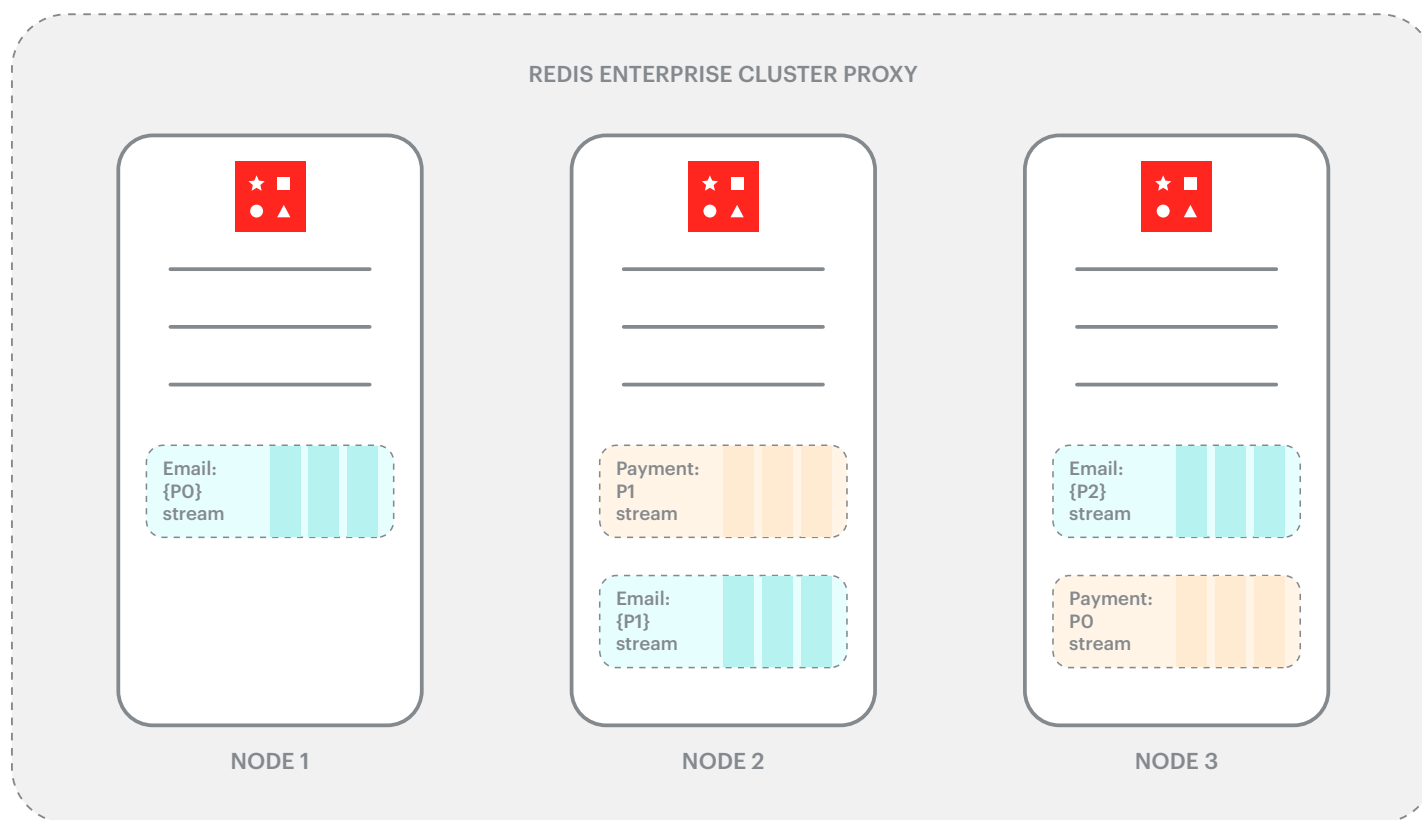 REDIS ENTERPRISE CLUSTER PROXY
Email:
{P0}
stream
NODE 1
Payment:
P1
stream
Email:
{P1}
stream
NODE 2
Email:
{P2}
stream
Payment:
P0
stream
NODE 3